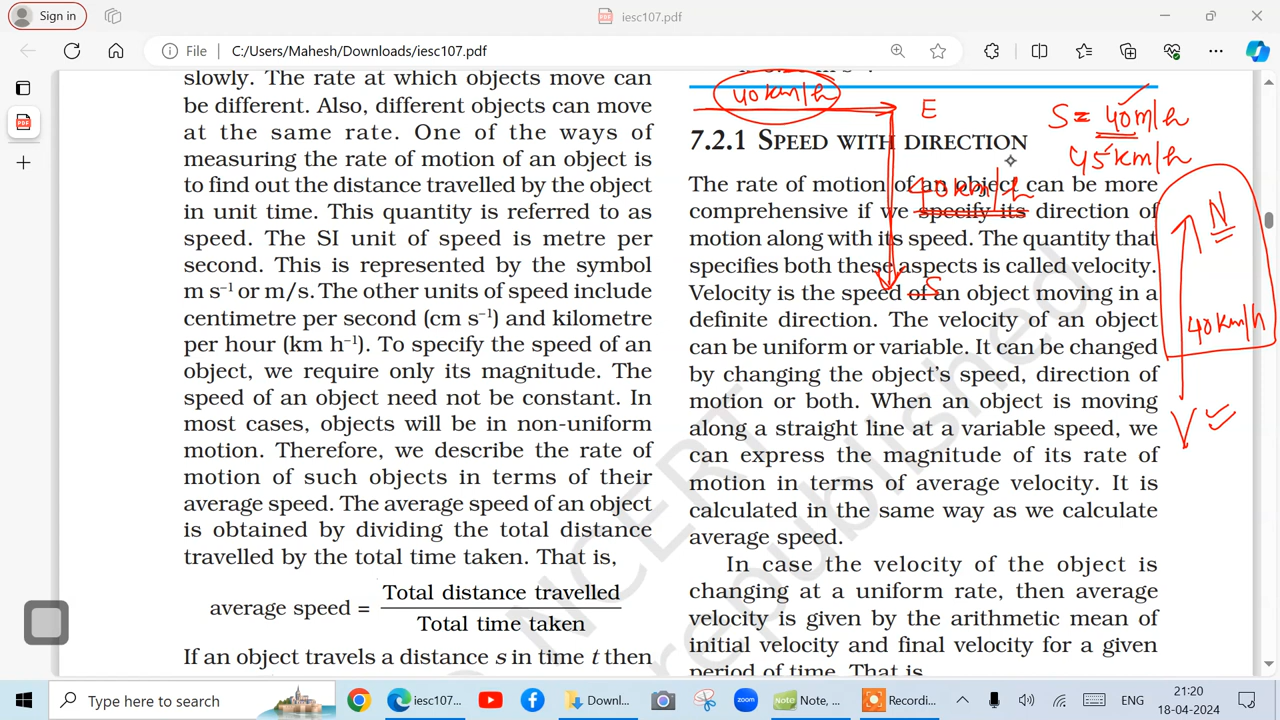 Sign in
iesc107.pdf
File
C:/Users/Mahesh/Downloads/iesc107.pdf
slowly. The rate at which objects move can
be different. Also, different objects can move
at the same rate. One of the ways of
measuring the rate of motion of an object is
to find out the distance travelled by the object
in unit time. This quantity is referred to as
speed. The SI unit of speed is metre per
second. This is represented by the symbol
m s⁻¹ or m/s. The other units of speed include
centimetre per second (cm s⁻¹) and kilometre
per hour (km h⁻¹). To specify the speed of an
object, we require only its magnitude. The
speed of an object need not be constant. In
most cases, objects will be in non-uniform
motion. Therefore, we describe the rate of
motion of such objects in terms of their
average speed. The average speed of an object
is obtained by dividing the total distance
travelled by the total time taken. That is,
average speed = Total distance travelled
Total time taken
If an object travels a distance s in time t then
40km/h
E
7.2.1 SPEED WITH DIRECTION
The rate of motion of an object can be more
40km/h
comprehensive if we specify its direction of
motion along with its speed. The quantity that
specifies both these aspects is called velocity.
Velocity is the speed of an object moving in a
S
definite direction. The velocity of an object
can be uniform or variable. It can be changed
by changing the object's speed, direction of
motion or both. When an object is moving
along a straight line at a variable speed, we
can express the magnitude of its rate of
motion in terms of average velocity. It is
calculated in the same way as we calculate
average speed.
In case the velocity of the object is
changing at a uniform rate, then average
velocity is given by the arithmetic mean of
initial velocity and final velocity for a given
period of time. That is
S = 40m/h
45km/h
N
40km/h
V
NCERT
republished
Type here to search
iesc107...
Downl...
zoom
Note
Note, ...
Recordi...
ENG
21:20
18-04-2024